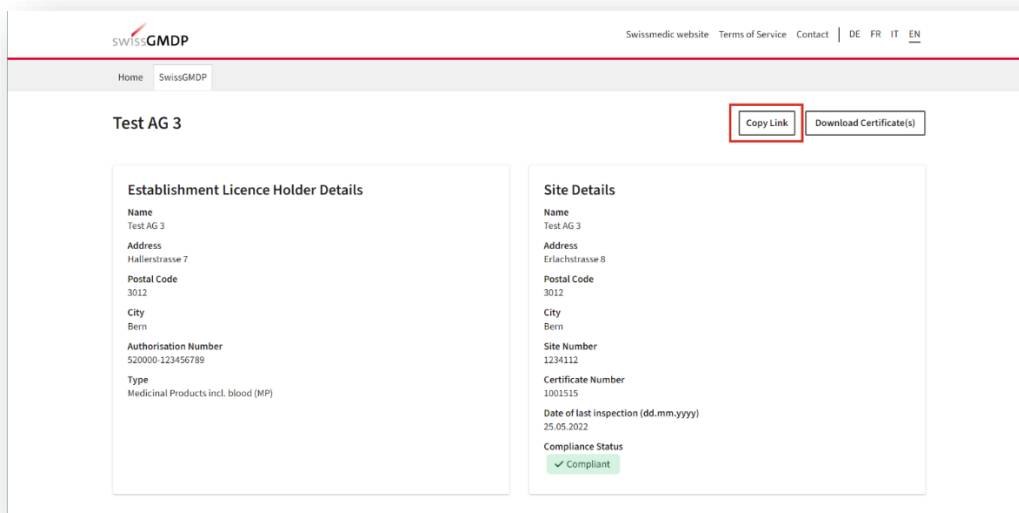 swissGMDP
Swissmedic website Terms of Service Contact DE FR IT EN
Home SwissGMDP
Test AG 3
Copy Link
Download Certificate(s)
Establishment Licence Holder Details
Name
Test AG 3
Address
Hallerstrasse 7
Postal Code
3012
City
Bern
Authorisation Number
520000-123456789
Type
Medicinal Products incl. blood (MP)
Site Details
Name
Test AG 3
Address
Erlachstrasse 8
Postal Code
3012
City
Bern
Site Number
1234112
Certificate Number
1001515
Date of last inspection (dd.mm.yyyy)
25.05.2022
Compliance Status
Compliant